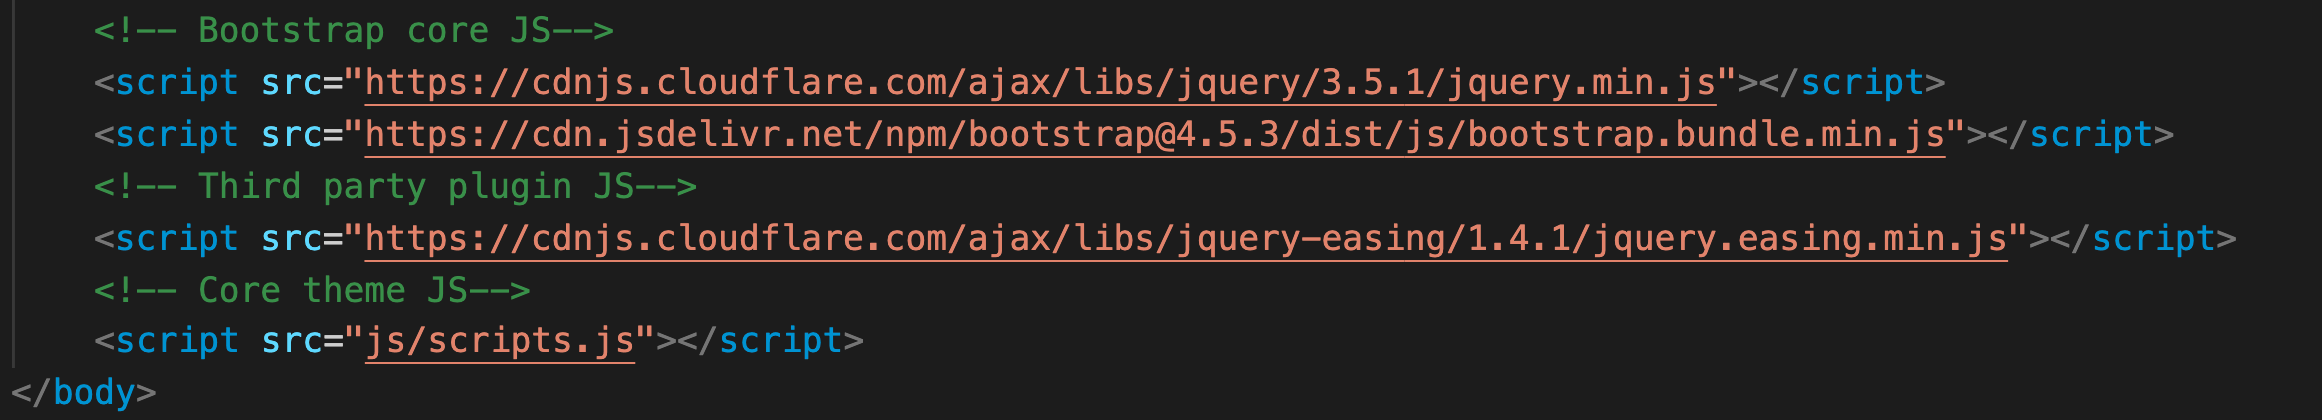 <!-- Bootstrap core JS-->
<script src="https://cdnjs.cloudflare.com/ajax/libs/jquery/3.5.1/jquery.min.js"></script>
<script src="https://cdn.jsdelivr.net/npm/bootstrap@4.5.3/dist/js/bootstrap.bundle.min.js"></script>
<!-- Third party plugin JS-->
<script src="https://cdnjs.cloudflare.com/ajax/libs/jquery-easing/1.4.1/jquery.easing.min.js"></script>
<!-- Core theme JS-->
<script src="js/scripts.js"></script>
</body>